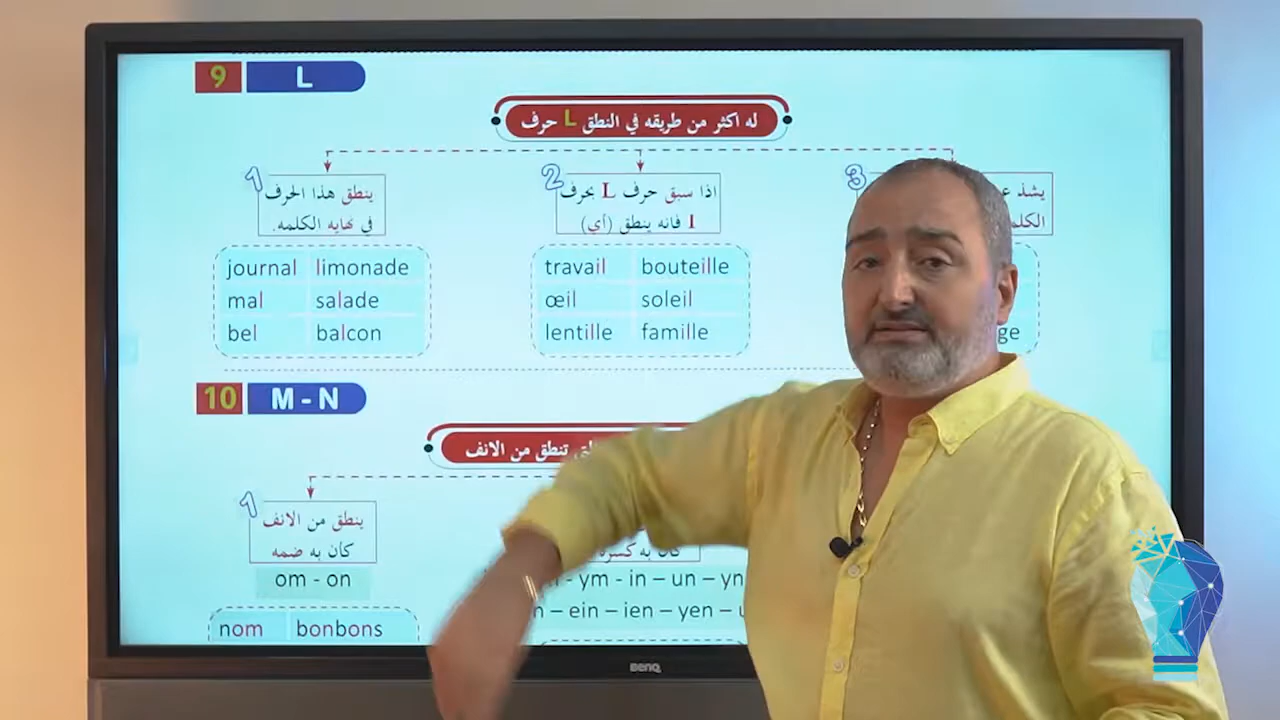 9 L
حرف L له اكثر من طريقه في النطق
1
ينطق هذا الحرف
في نهايه الكلمه.
journal limonade
mal salade
bel balcon
2
اذا سبق حرف L بحرف
I فانه ينطق (أي)
travail bouteille
œil soleil
lentille famille
3
يشذ
الكلم
ge
10 M - N
تنطق من الانف
1
ينطق من الانف
كان به ضمه
om - on
nom bonbons
كان به كسره
- ym - in – un – yn
– ein – ien – yen –
BenQ